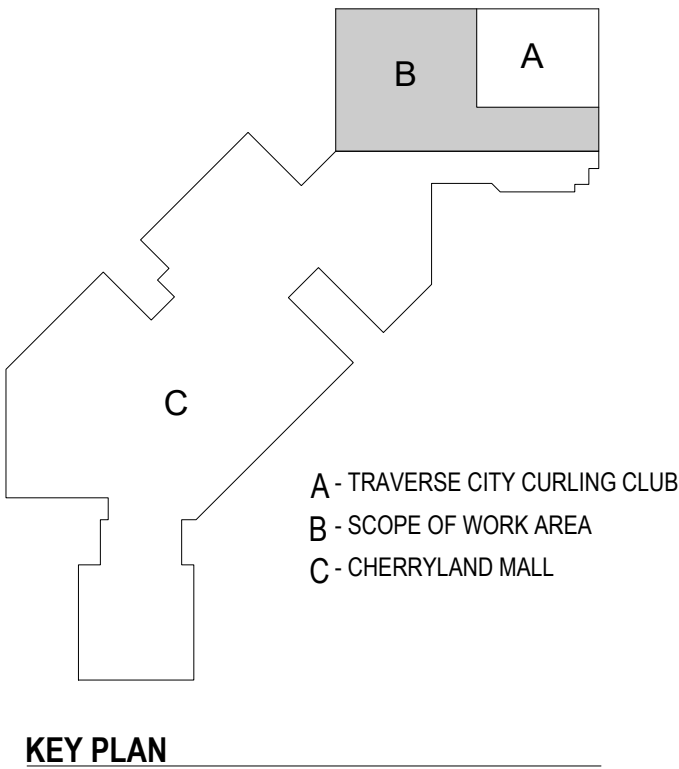 B
A
C
A - TRAVERSE CITY CURLING CLUB
B - SCOPE OF WORK AREA
C - CHERRYLAND MALL
KEY PLAN